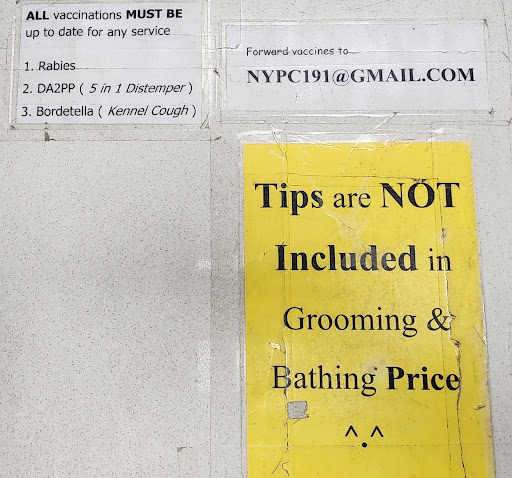 ALL vaccinations MUST BE
up to date for any service
1. Rabies
2. DA2PP ( 5 in 1 Distemper )
3. Bordetella ( Kennel Cough )
Forward vaccines to
NYPC191@GMAIL.COM
Tips are NOT
Included in
Grooming &
Bathing Price
^.^